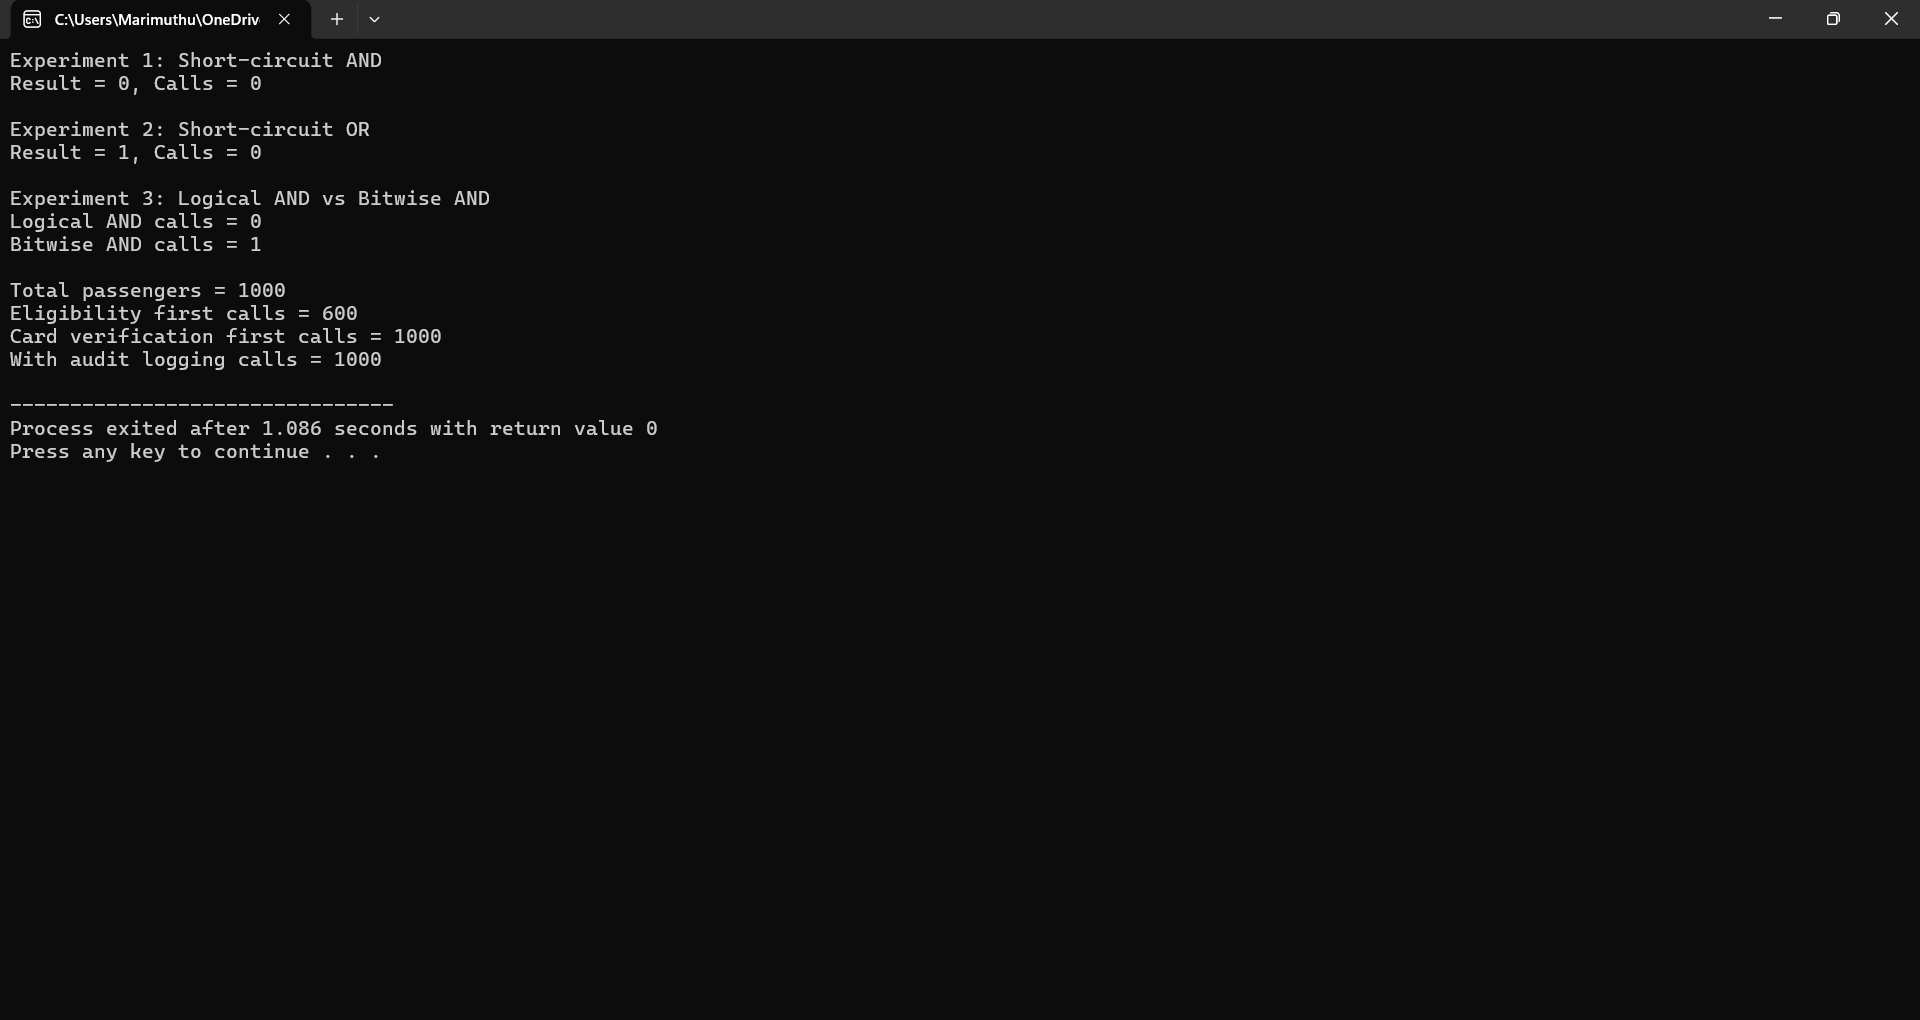 C:\Users\Marimuthu\OneDriv
Experiment 1: Short-circuit AND
Result = 0, Calls = 0
Experiment 2: Short-circuit OR
Result = 1, Calls = 0
Experiment 3: Logical AND vs Bitwise AND
Logical AND calls = 0
Bitwise AND calls = 1
Total passengers = 1000
Eligibility first calls = 600
Card verification first calls = 1000
With audit logging calls = 1000
--------------------------------
Process exited after 1.086 seconds with return value 0
Press any key to continue . . .